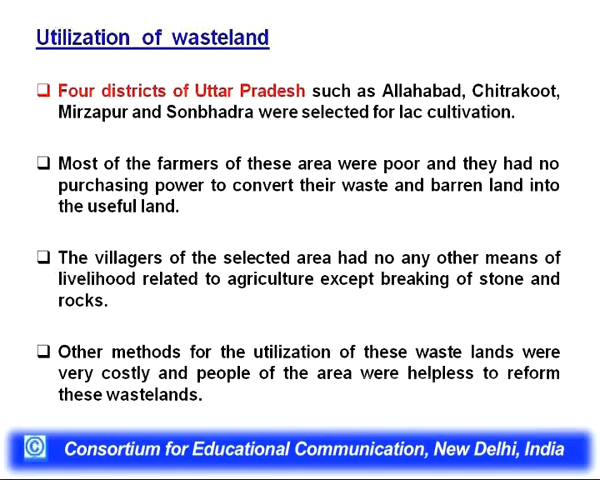 Utilization of wasteland
❑ Four districts of Uttar Pradesh such as Allahabad, Chitrakoot,
Mirzapur and Sonbhadra were selected for lac cultivation.
❑ Most of the farmers of these area were poor and they had no
purchasing power to convert their waste and barren land into
the useful land.
❑ The villagers of the selected area had no any other means of
livelihood related to agriculture except breaking of stone and
rocks.
❑ Other methods for the utilization of these waste lands were
very costly and people of the area were helpless to reform
these wastelands.
© Consortium for Educational Communication, New Delhi, India